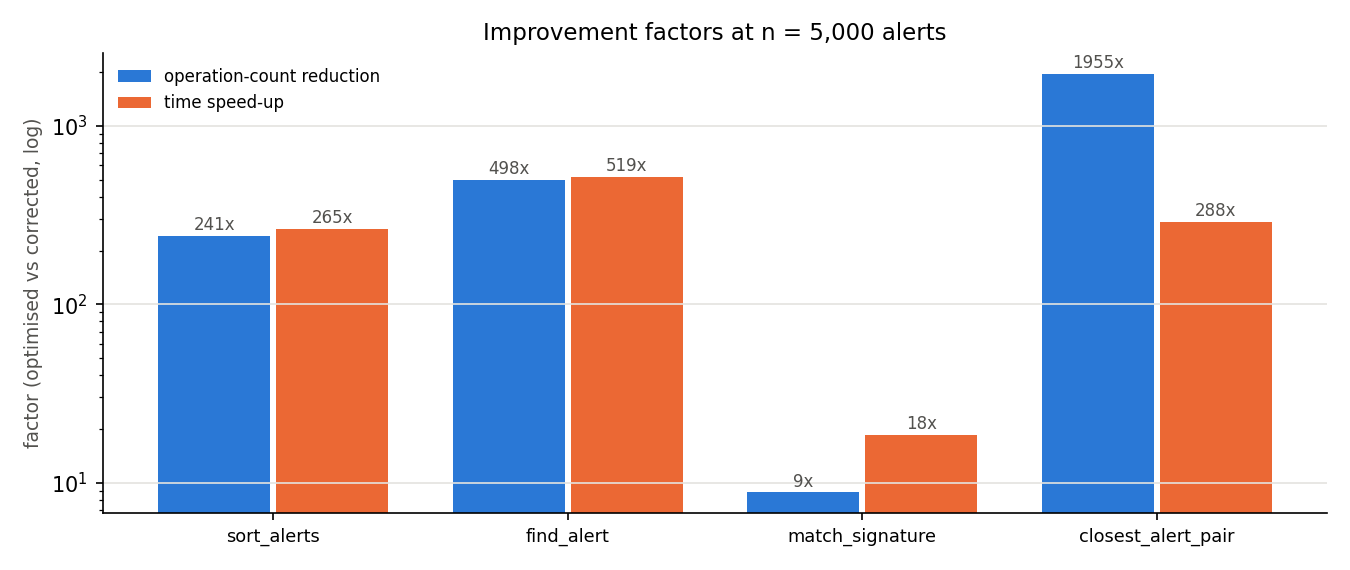 Improvement factors at n = 5,000 alerts
operation-count reduction
time speed-up
factor (optimised vs corrected, log)
10³
10²
10¹
241x
265x
498x
519x
9x
18x
1955x
288x
sort_alerts
find_alert
match_signature
closest_alert_pair